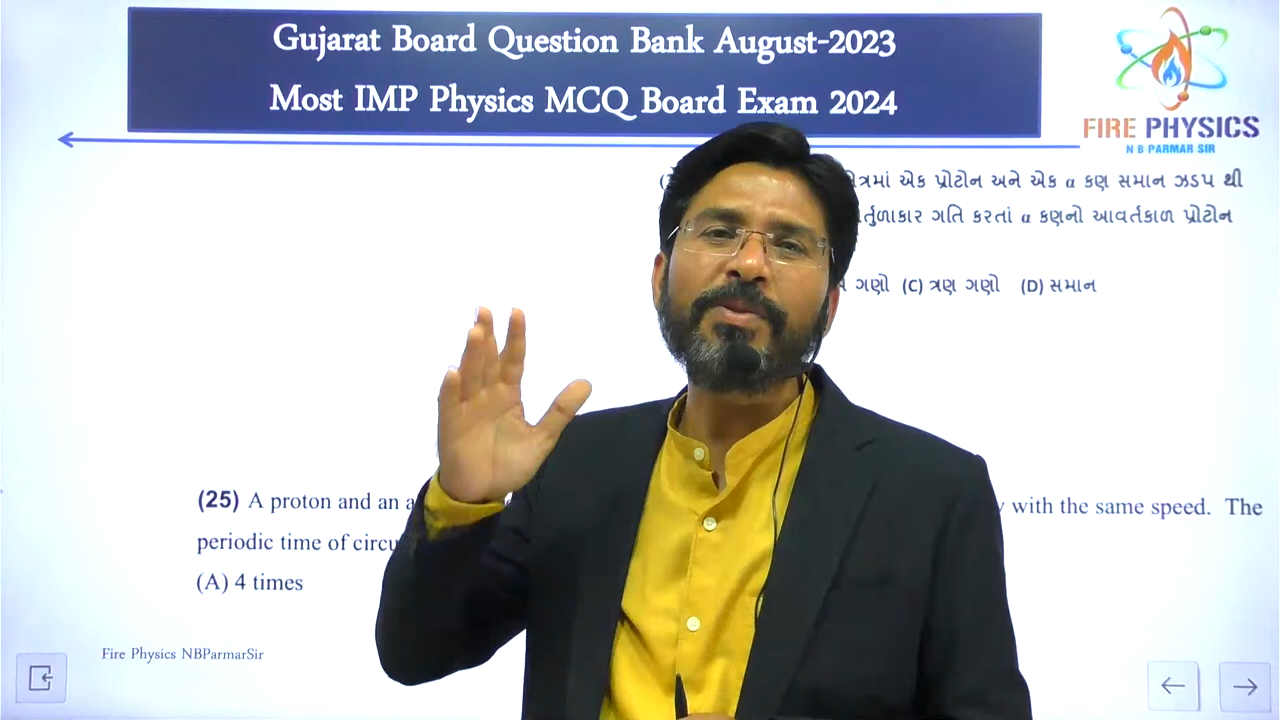 Gujarat Board Question Bank August-2023
Most IMP Physics MCQ Board Exam 2024
FIRE PHYSICS
N B PARMAR SIR
એક પ્રોટોન અને એક α કણ સમાન ઝડપ થી
ગતિ કરતાં α કણનો આવર્તકાળ પ્રોટોન
ગણો (C) ત્રણ ગણો (D) સમાન
(25) A proton and an with the same speed. The
periodic time of
(A) 4 times
Fire Physics NBParmarSir